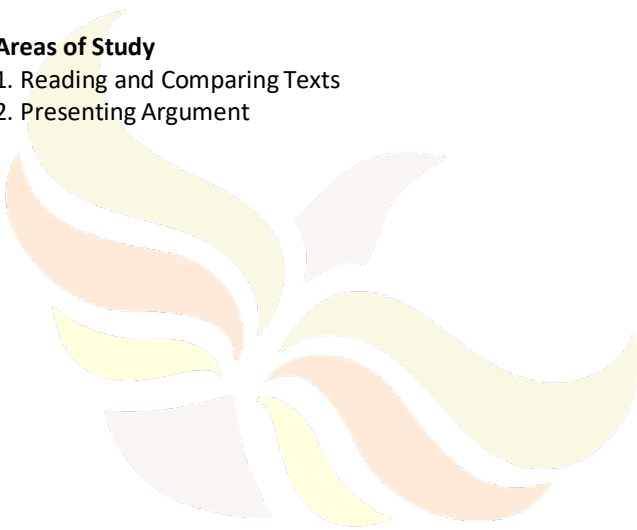 Areas of Study
1. Reading and Comparing Texts
2. Presenting Argument